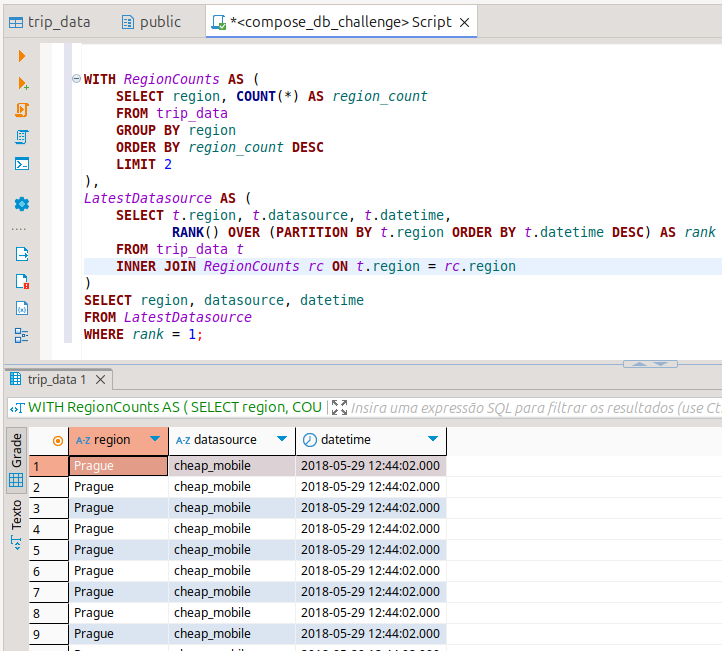 trip_data public *<compose_db_challenge> Script
WITH RegionCounts AS (
SELECT region, COUNT(*) AS region_count
FROM trip_data
GROUP BY region
ORDER BY region_count DESC
LIMIT 2
),
LatestDatasource AS (
SELECT t.region, t.datasource, t.datetime,
RANK() OVER (PARTITION BY t.region ORDER BY t.datetime DESC) AS rank
FROM trip_data t
INNER JOIN RegionCounts rc ON t.region = rc.region
)
SELECT region, datasource, datetime
FROM LatestDatasource
WHERE rank = 1;
trip_data 1
WITH RegionCounts AS ( SELECT region, COU Insira uma expressão SQL para filtrar os resultados (use Ct
Grade
Texto
A-Z region A-Z datasource datetime
1 Prague cheap_mobile 2018-05-29 12:44:02.000
2 Prague cheap_mobile 2018-05-29 12:44:02.000
3 Prague cheap_mobile 2018-05-29 12:44:02.000
4 Prague cheap_mobile 2018-05-29 12:44:02.000
5 Prague cheap_mobile 2018-05-29 12:44:02.000
6 Prague cheap_mobile 2018-05-29 12:44:02.000
7 Prague cheap_mobile 2018-05-29 12:44:02.000
8 Prague cheap_mobile 2018-05-29 12:44:02.000
9 Prague cheap_mobile 2018-05-29 12:44:02.000